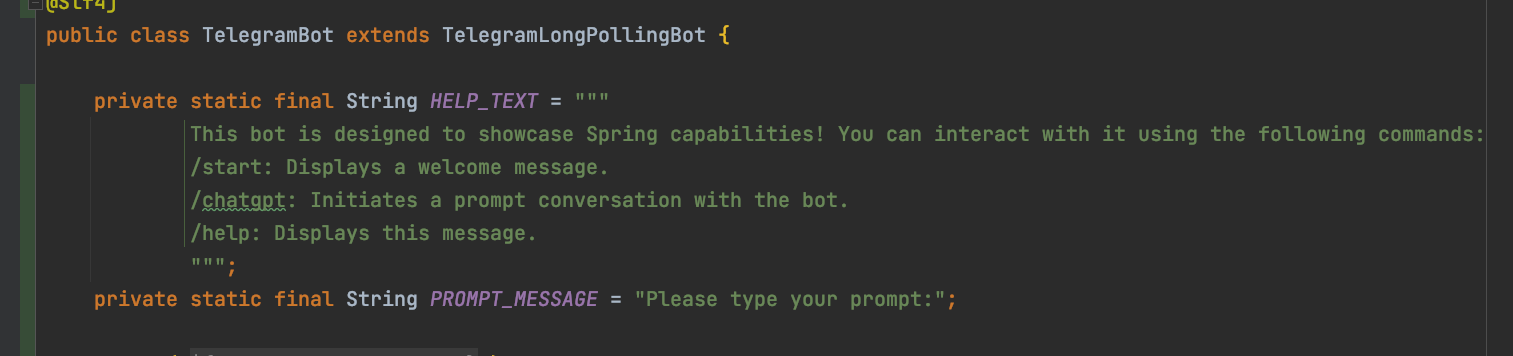 @Slf4j
public class TelegramBot extends TelegramLongPollingBot {
private static final String HELP_TEXT = """
This bot is designed to showcase Spring capabilities! You can interact with it using the following commands:
/start: Displays a welcome message.
/chatgpt: Initiates a prompt conversation with the bot.
/help: Displays this message.
""";
private static final String PROMPT_MESSAGE = "Please type your prompt:";